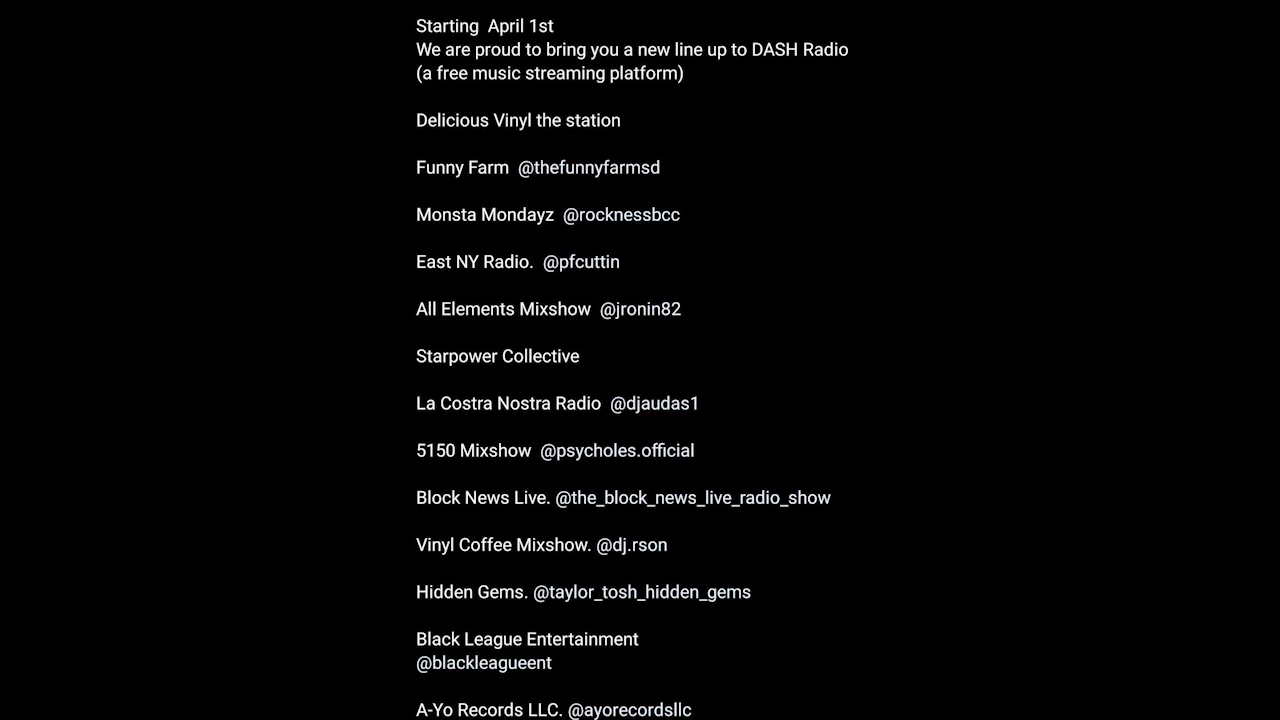 Starting  April 1st
We are proud to bring you a new line up to DASH Radio
(a free music streaming platform)
Delicious Vinyl the station
Funny Farm  @thefunnyfarmsd
Monsta Mondayz  @rocknessbcc
East NY Radio.  @pfcuttin
All Elements Mixshow  @jronin82
Starpower Collective
La Costra Nostra Radio  @djaudas1
5150 Mixshow  @psycholes.official
Block News Live. @the_block_news_live_radio_show
Vinyl Coffee Mixshow. @dj.rson
Hidden Gems. @taylor_tosh_hidden_gems
Black League Entertainment
@blackleagueent
A-Yo Records LLC. @ayorecordsllc